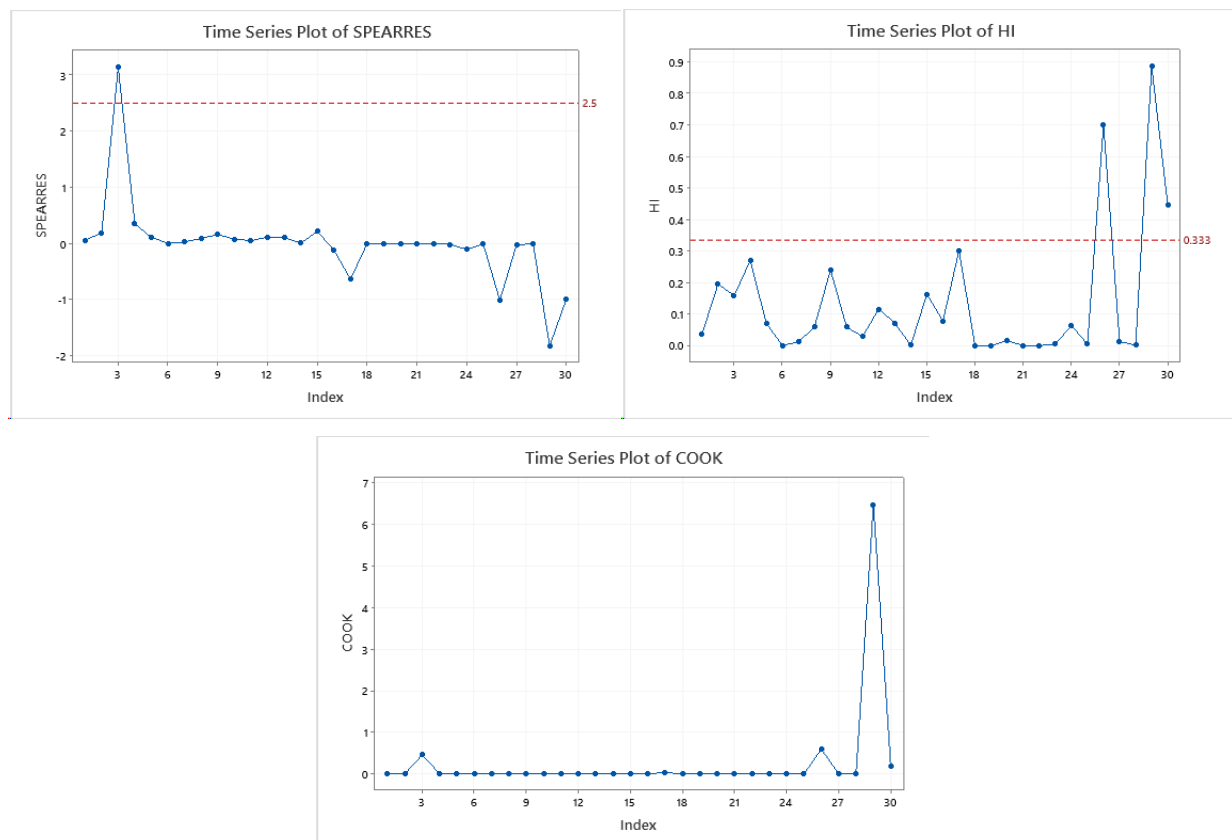 Time Series Plot of SPEARRES
3
2
1
0
-1
-2
SPEARRES
2.5
3 6 9 12 15 18 21 24 27 30
Index
Time Series Plot of HI
0.9
0.8
0.7
0.6
0.5
0.4
0.3
0.2
0.1
0.0
HI
0.333
3 6 9 12 15 18 21 24 27 30
Index
Time Series Plot of COOK
7
6
5
4
3
2
1
0
COOK
3 6 9 12 15 18 21 24 27 30
Index